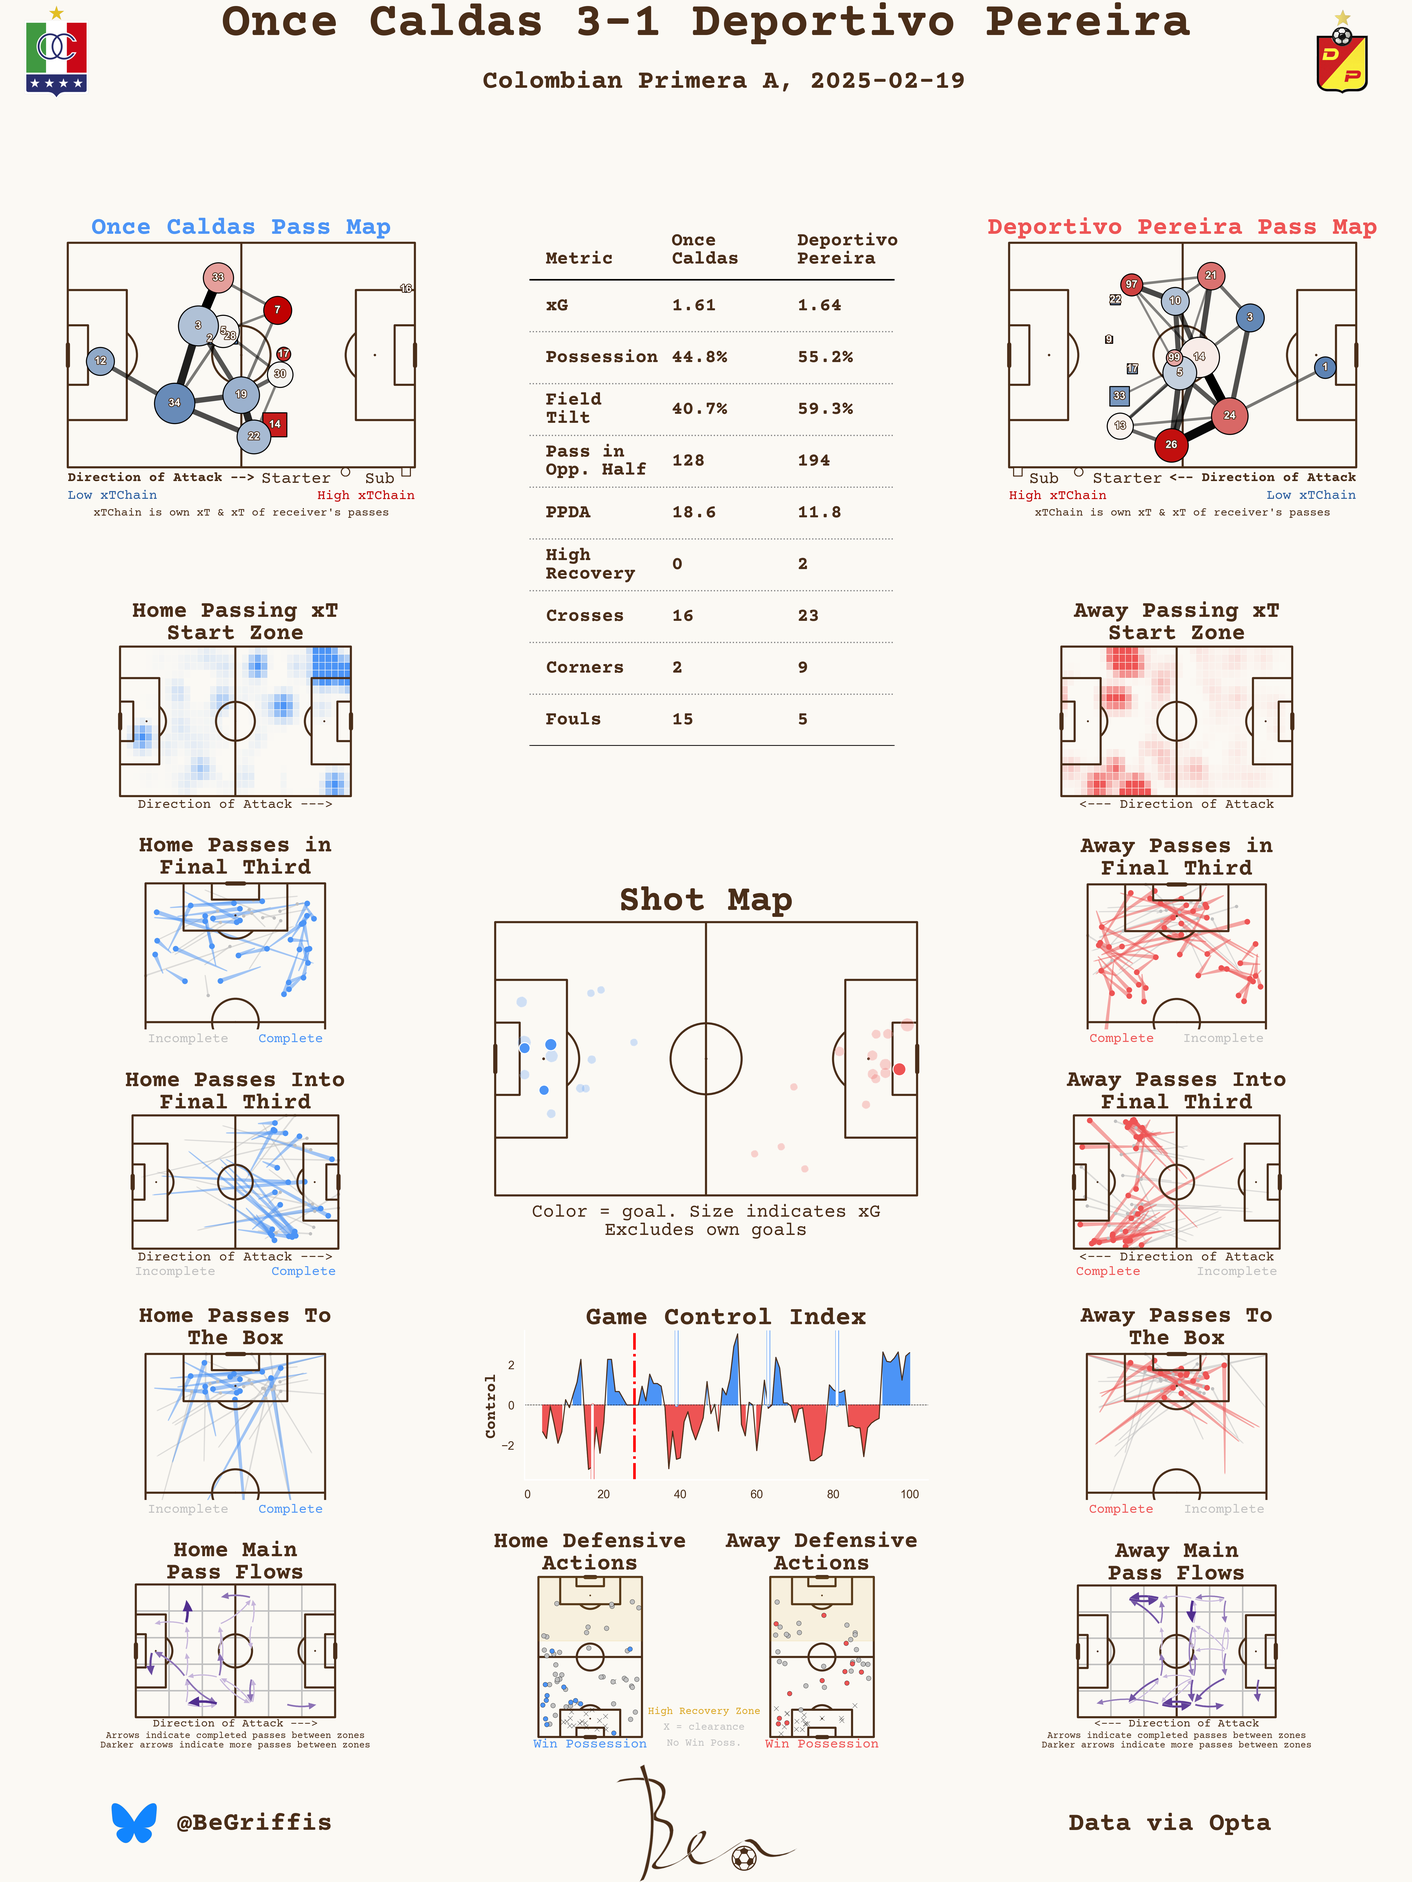 Once Caldas 3-1 Deportivo Pereira
Colombian Primera A, 2025-02-19
OC
DP
Once Caldas Pass Map
33
7
3
5
2
28
16
17
12
30
19
34
14
22
Direction of Attack --> Starter Sub
Low xTChain High xTChain
xTChain is own xT & xT of receiver's passes
Metric Once Caldas Deportivo Pereira
xG 1.61 1.64
Possession 44.8% 55.2%
Field Tilt 40.7% 59.3%
Pass in Opp. Half 128 194
PPDA 18.6 11.8
High Recovery 0 2
Crosses 16 23
Corners 2 9
Fouls 15 5
Deportivo Pereira Pass Map
21
97
22
10
3
9
99
14
17
5
1
33
24
13
26
Sub Starter <-- Direction of Attack
High xTChain Low xTChain
xTChain is own xT & xT of receiver's passes
Home Passing xT
Start Zone
Direction of Attack --->
Away Passing xT
Start Zone
<--- Direction of Attack
Home Passes in
Final Third
Incomplete Complete
Away Passes in
Final Third
Complete Incomplete
Shot Map
Color = goal. Size indicates xG
Excludes own goals
Home Passes Into
Final Third
Direction of Attack --->
Incomplete Complete
Away Passes Into
Final Third
<--- Direction of Attack
Complete Incomplete
Home Passes To
The Box
Incomplete Complete
Game Control Index
Control
2
0
−2
0 20 40 60 80 100
Away Passes To
The Box
Complete Incomplete
Home Main
Pass Flows
Direction of Attack --->
Arrows indicate completed passes between zones
Darker arrows indicate more passes between zones
Home Defensive
Actions
Win Possession
Away Defensive
Actions
Win Possession
High Recovery Zone
X = clearance
No Win Poss.
Away Main
Pass Flows
<--- Direction of Attack
Arrows indicate completed passes between zones
Darker arrows indicate more passes between zones
@BeGriffis
Ben
Data via Opta